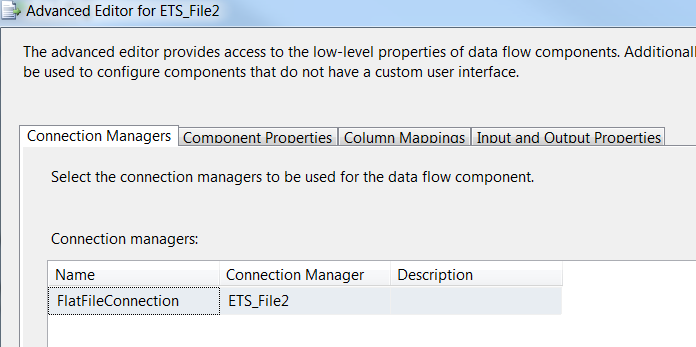 Advanced Editor for ETS_File2
The advanced editor provides access to the low-level properties of data flow components. Additionall
be used to configure components that do not have a custom user interface.
Connection Managers Component Properties Column Mappings Input and Output Properties
Select the connection managers to be used for the data flow component.
Connection managers:
Name Connection Manager Description
FlatFileConnection ETS_File2